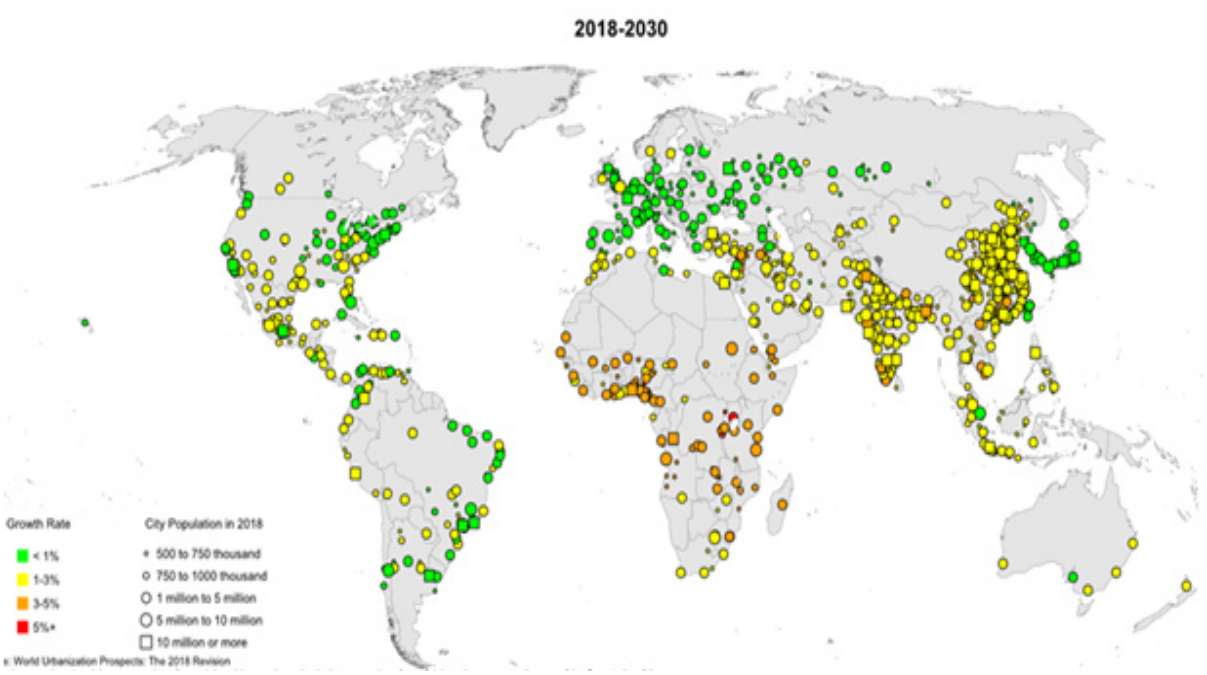 2018-2030
Growth Rate
< 1%
1-3%
3-5%
5%+
City Population in 2018
500 to 750 thousand
750 to 1000 thousand
1 million to 5 million
5 million to 10 million
10 million or more
: World Urbanization Prospects: The 2018 Revision